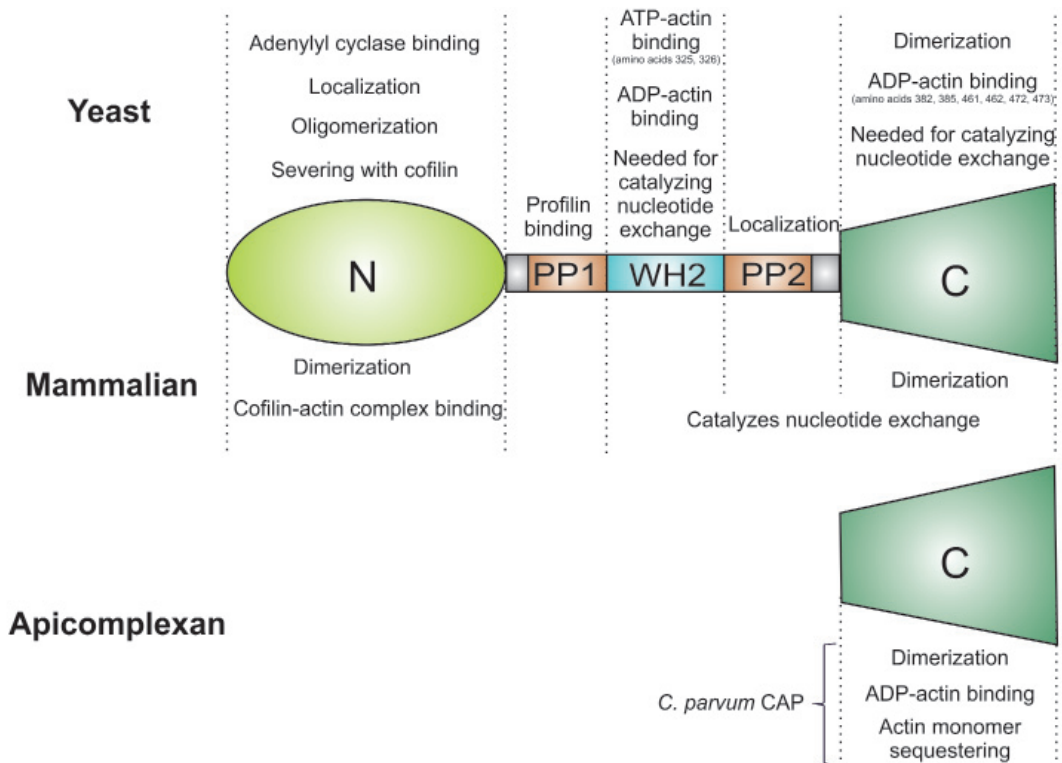 Yeast
Adenylyl cyclase binding
Localization
Oligomerization
Severing with cofilin
Profilin
binding
ATP-actin
binding
(amino acids 325, 326)
ADP-actin
binding
Needed for
catalyzing
nucleotide
exchange
Localization
Dimerization
ADP-actin binding
(amino acids 382, 385, 461, 462, 472, 473)
Needed for catalyzing
nucleotide exchange
N
PP1
WH2
PP2
C
Mammalian
Dimerization
Cofilin-actin complex binding
Dimerization
Catalyzes nucleotide exchange
Apicomplexan
C
C. parvum CAP
Dimerization
ADP-actin binding
Actin monomer
sequestering